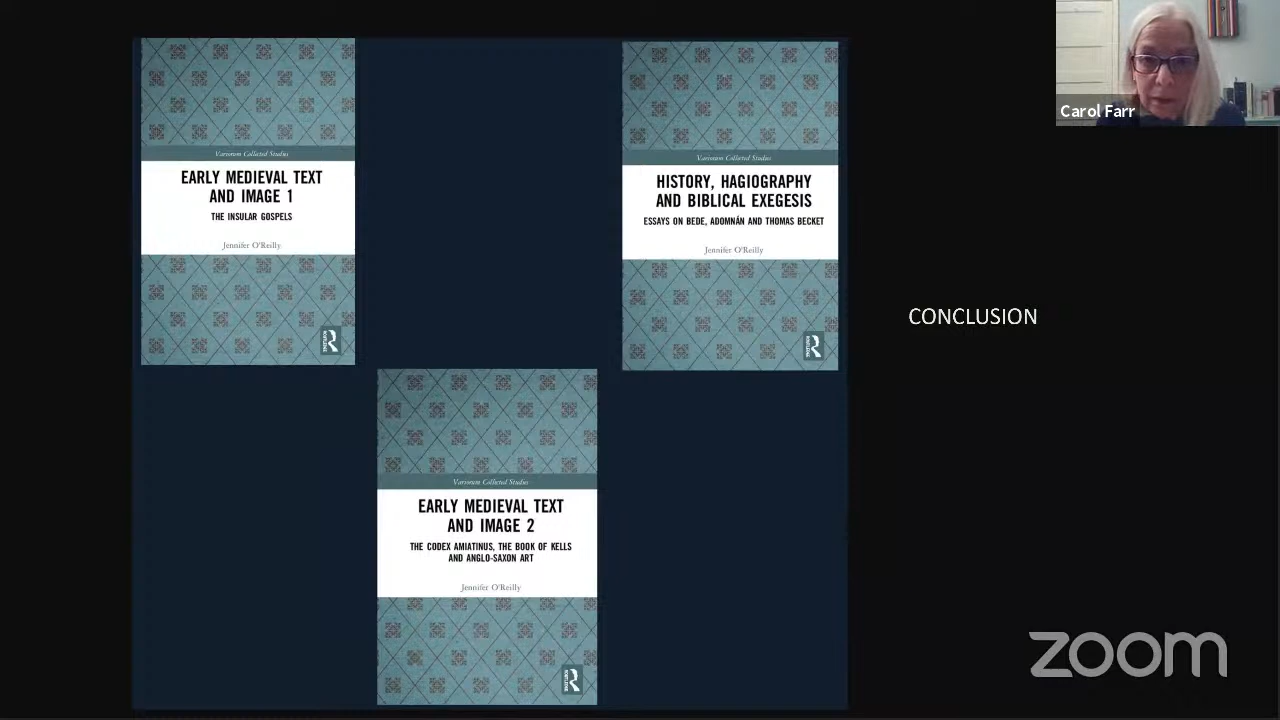 Variorum Collected Studies
EARLY MEDIEVAL TEXT
AND IMAGE 1
THE INSULAR GOSPELS
Jennifer O'Reilly
ROUTLEDGE
Variorum Collected Studies
HISTORY, HAGIOGRAPHY
AND BIBLICAL EXEGESIS
ESSAYS ON BEDE, ADOMNÁN AND THOMAS BECKET
Jennifer O'Reilly
ROUTLEDGE
Variorum Collected Studies
EARLY MEDIEVAL TEXT
AND IMAGE 2
THE CODEX AMIATINUS, THE BOOK OF KELLS
AND ANGLO-SAXON ART
Jennifer O'Reilly
ROUTLEDGE
CONCLUSION
Carol Farr
zoom